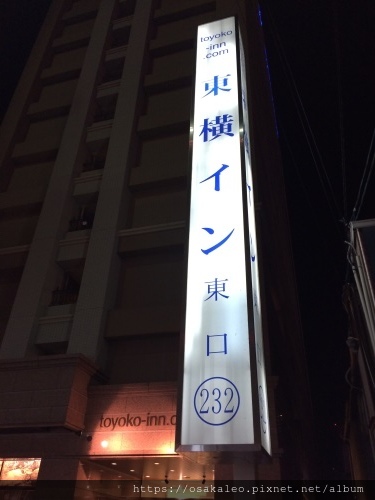 toyoko
-inn
.com
東横イン東口
232
toyoko-inn.c
https://osakaleo.pixnet.net/album